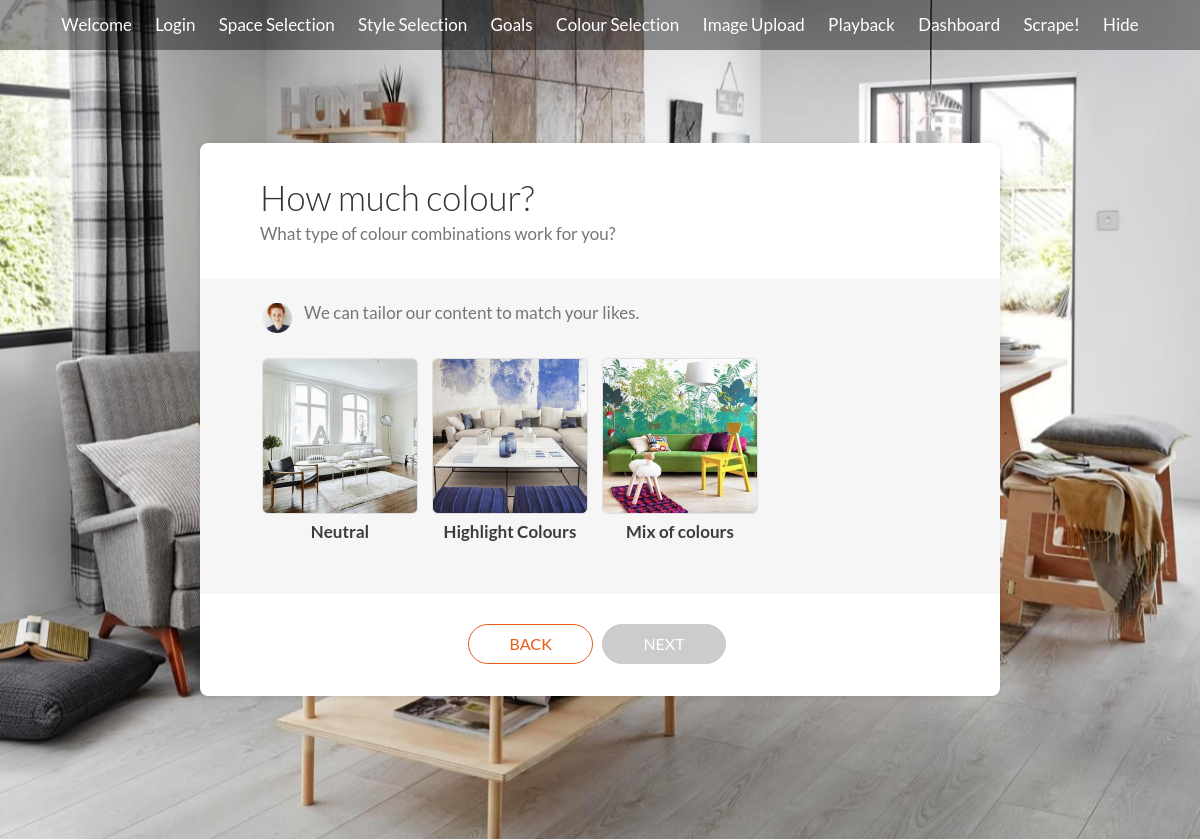 Welcome Login Space Selection Style Selection Goals Colour Selection Image Upload Playback Dashboard Scrape! Hide
HOME
How much colour?
What type of colour combinations work for you?
We can tailor our content to match your likes.
A
Neutral Highlight Colours Mix of colours
BACK NEXT